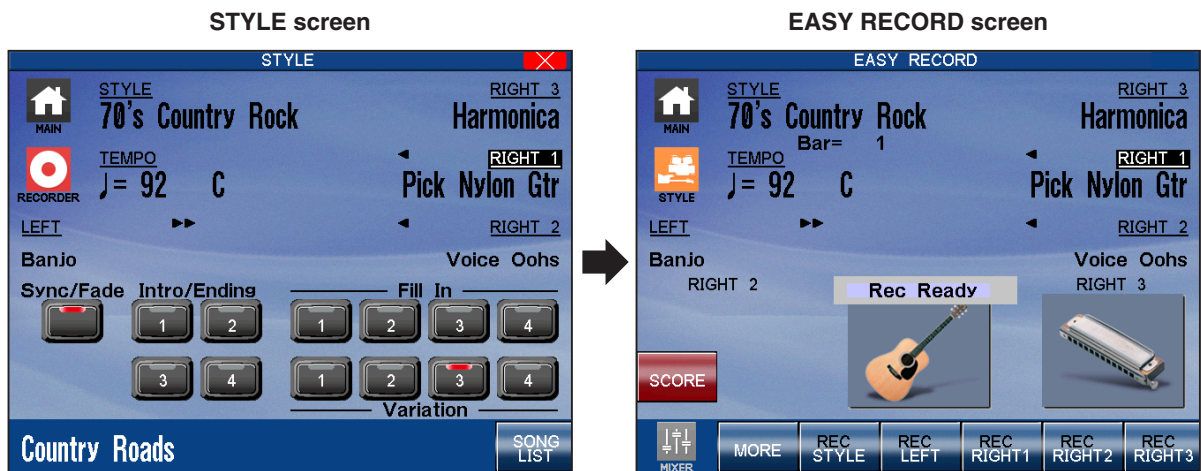 STYLE screen
STYLE
STYLE
RIGHT 3
70's Country Rock
Harmonica
MAIN
TEMPO
RIGHT 1
♩= 92 C
Pick Nylon Gtr
RECORDER
LEFT
RIGHT 2
Banjo
Voice Oohs
Sync/Fade Intro/Ending Fill In
1 2 1 2 3 4
3 4 1 2 3 4
Variation
Country Roads
SONG LIST
EASY RECORD screen
EASY RECORD
STYLE
RIGHT 3
70's Country Rock
Harmonica
MAIN
Bar= 1
TEMPO
RIGHT 1
♩= 92 C
Pick Nylon Gtr
STYLE
LEFT
RIGHT 2
Banjo
Voice Oohs
RIGHT 2
Rec Ready
RIGHT 3
SCORE
MIXER
MORE
REC STYLE
REC LEFT
REC RIGHT1
REC RIGHT2
REC RIGHT3